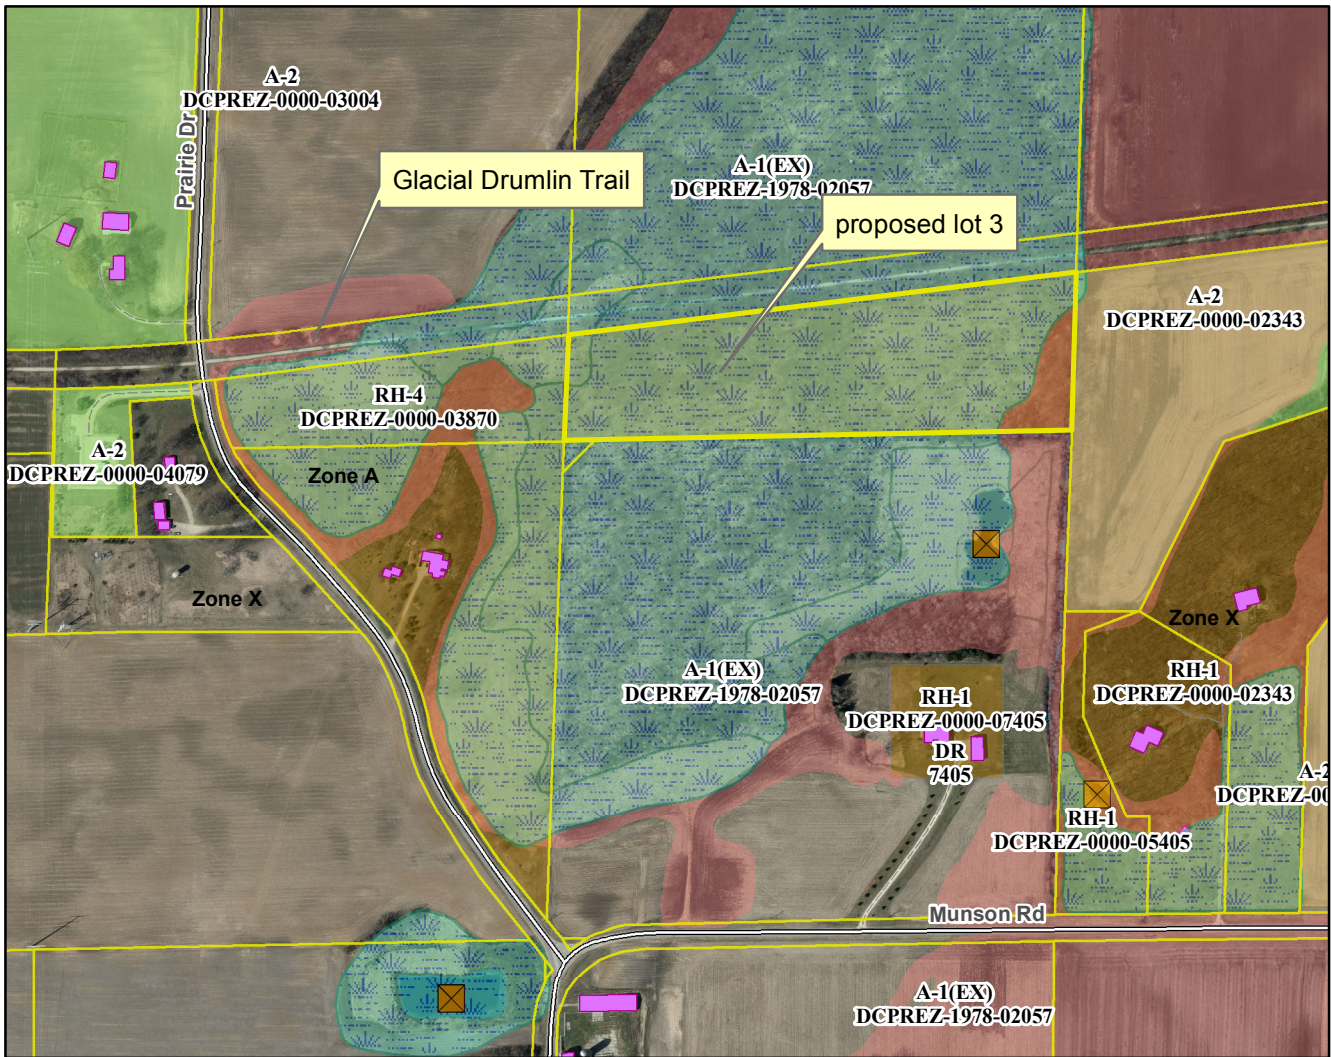 A-2
DCPREZ-0000-03004
Prairie Dr
Glacial Drumlin Trail
A-1(EX)
DCPREZ-1978-02057
proposed lot 3
A-2
DCPREZ-0000-02343
RH-4
DCPREZ-0000-03870
A-2
DCPREZ-0000-04079
Zone A
Zone X
Zone X
A-1(EX)
DCPREZ-1978-02057
RH-1
DCPREZ-0000-07405
DR
7405
RH-1
DCPREZ-0000-02343
A-2
DCPREZ-00
RH-1
DCPREZ-0000-05405
Munson Rd
A-1(EX)
DCPREZ-1978-02057